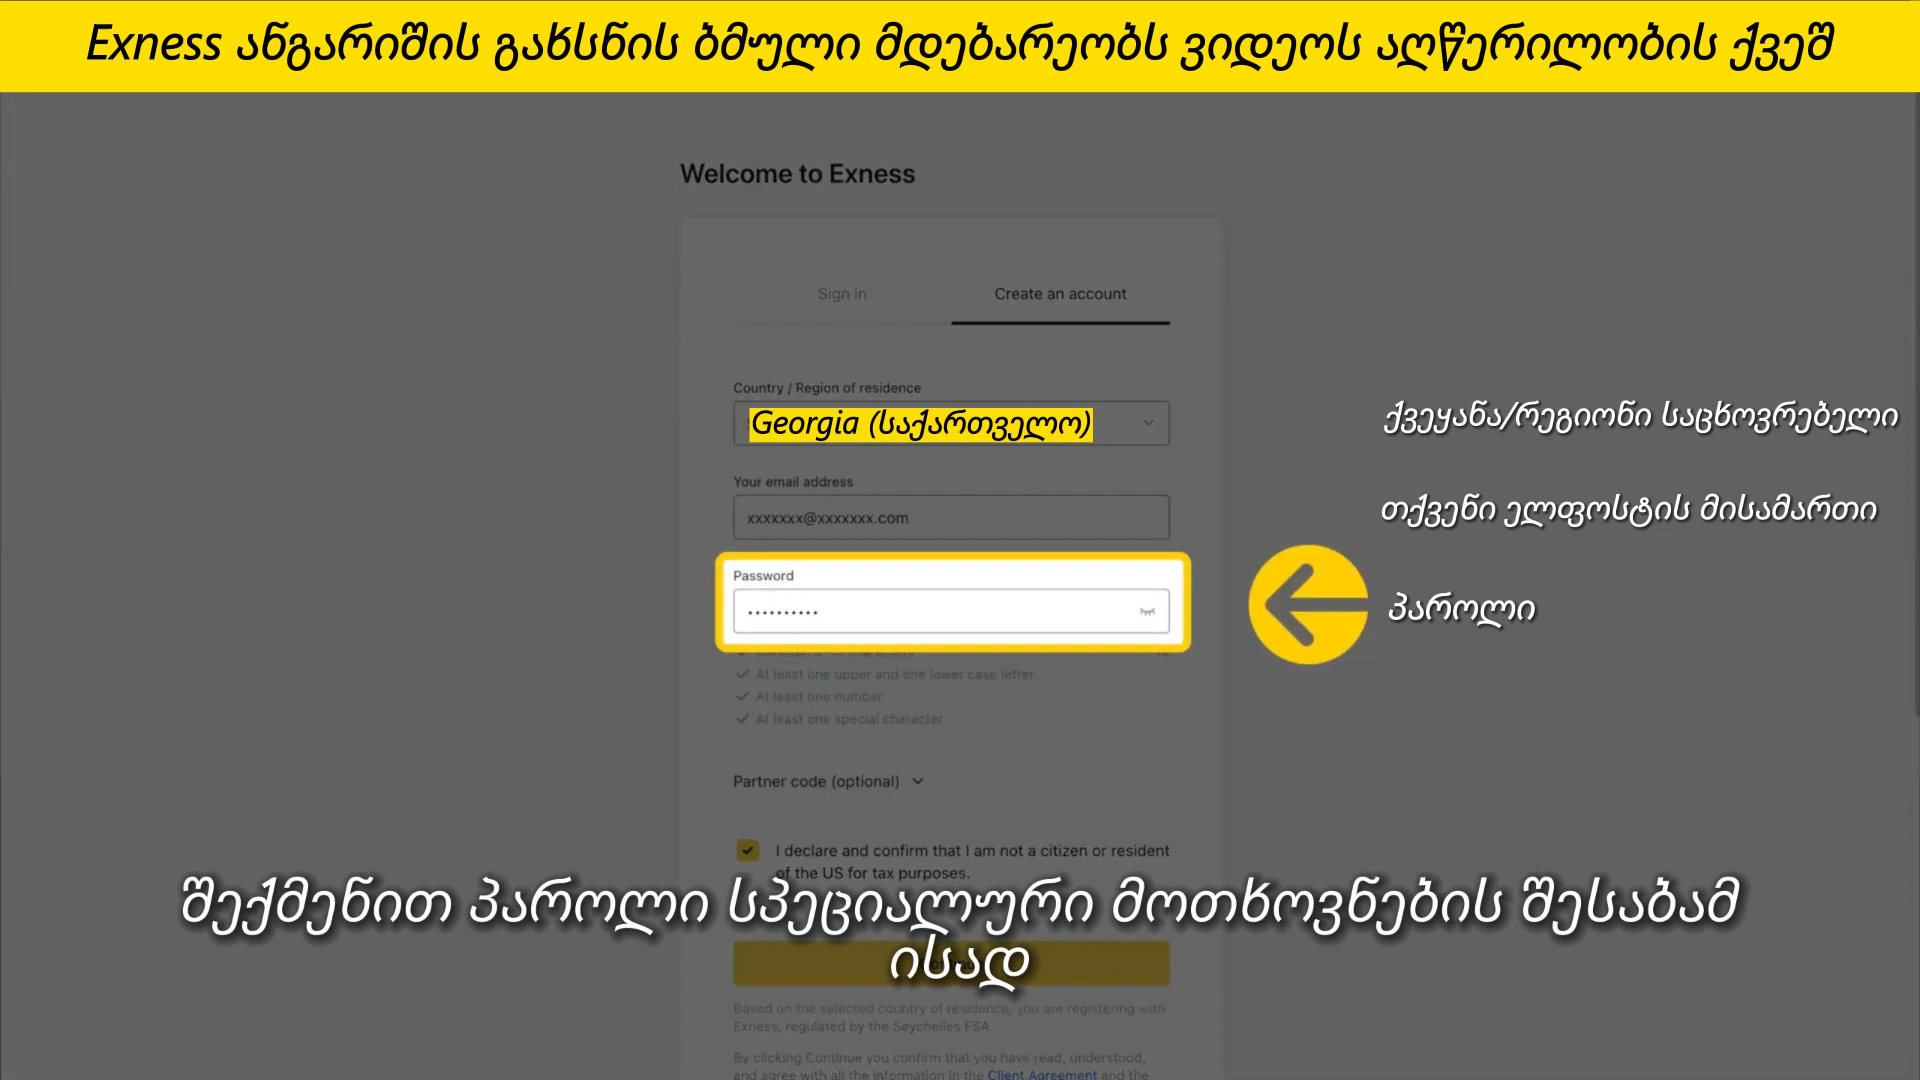 Exness ანგარიშის გახსნის ბმული მდებარეობს ვიდეოს აღწერილობის ქვეშ
Welcome to Exness
Sign in
Create an account
Country / Region of residence
Georgia (საქართველო)
ქვეყანა/რეგიონი საცხოვრებელი
Your email address
xxxxxxx@xxxxxxx.com
თქვენი ელფოსტის მისამართი
Password
••••••••••
პაროლი
At least one upper and one lower case letter
At least one number
At least one special character
Partner code (optional)
I declare and confirm that I am not a citizen or resident
of the US for tax purposes.
შექმენით პაროლი სპეციალური მოთხოვნების შესაბამ
ისად
Based on the selected country of residence, you are registering with
Exness, regulated by the Seychelles FSA.
By clicking Continue you confirm that you have read, understood,
and agree with all the information in the Client Agreement and the